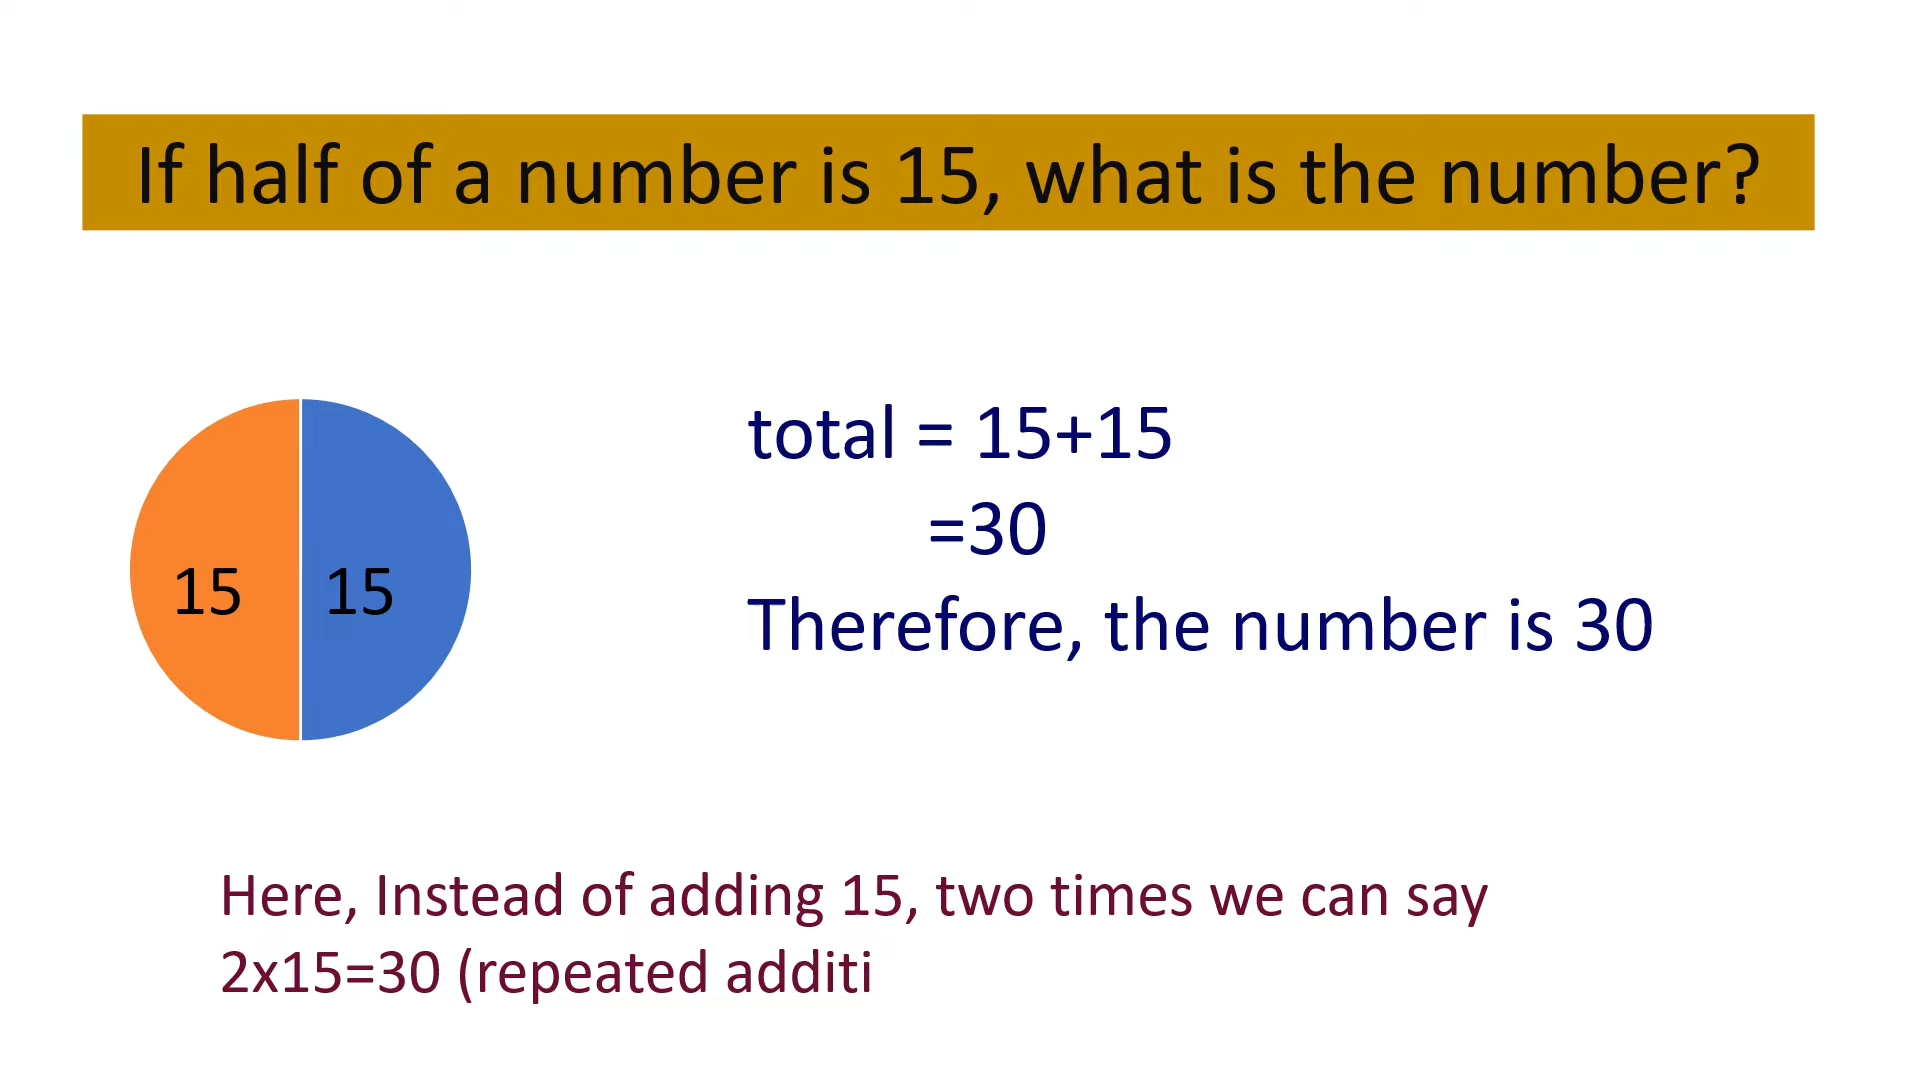 If half of a number is 15, what is the number?
total = 15+15
=30
Therefore, the number is 30
15 15
Here, Instead of adding 15, two times we can say
2x15=30 (repeated additi